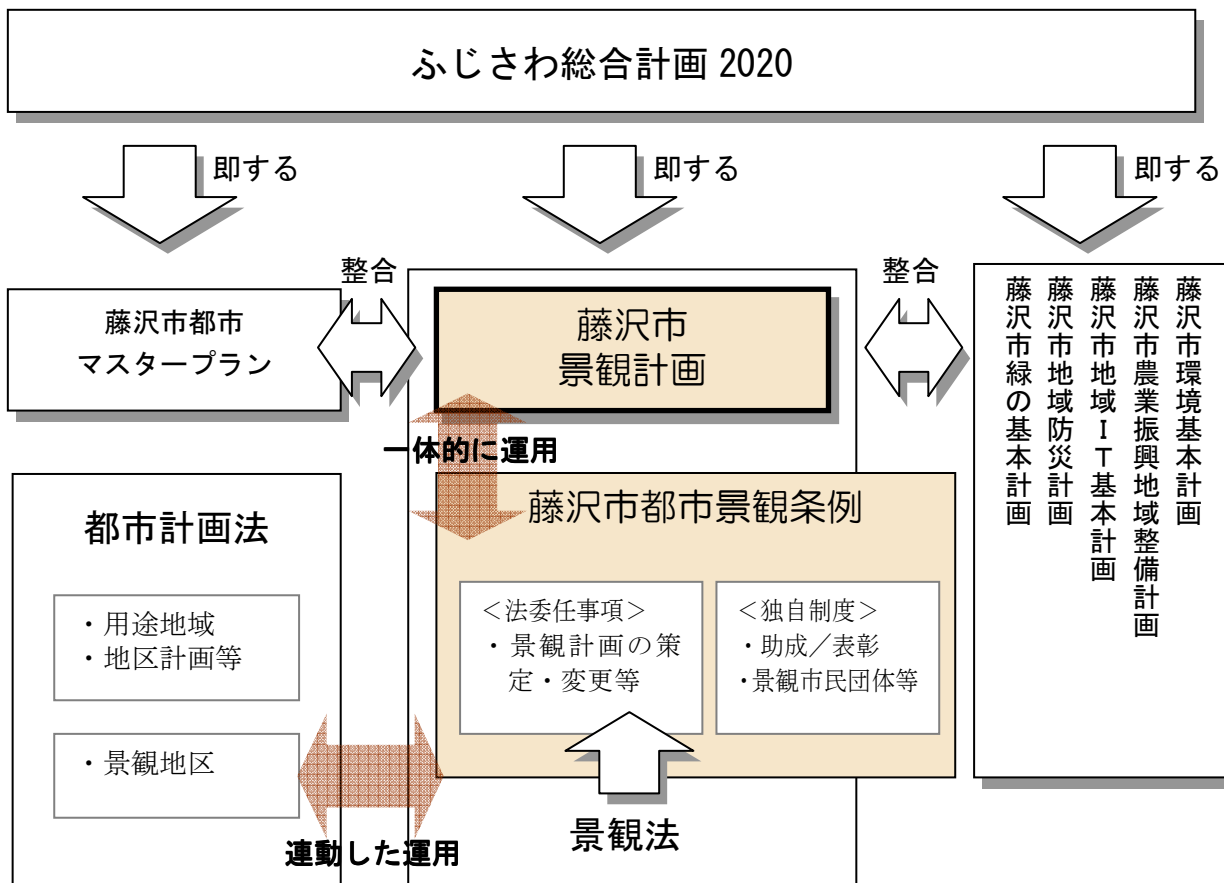 ふじさわ総合計画 2020
即する
即する
即する
整合
整合
藤沢市都市
マスタープラン
藤沢市
景観計画
藤沢市環境基本計画
藤沢市農業振興地域整備計画
藤沢市地域IT基本計画
藤沢市地域防災計画
藤沢市緑の基本計画
一体的に運用
都市計画法
・用途地域
・地区計画等
・景観地区
藤沢市都市景観条例
＜法委任事項＞
・景観計画の策
定・変更等
＜独自制度＞
・助成／表彰
・景観市民団体等
連動した運用
景観法